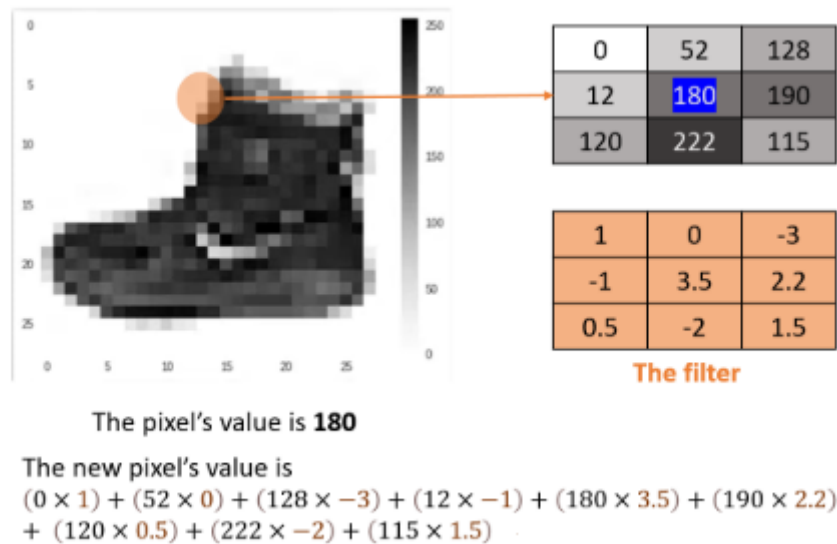 0
5
10
15
20
25
0 5 10 15 20 25
250
200
150
100
50
0
0 52 128
12 180 190
120 222 115
1 0 -3
-1 3.5 2.2
0.5 -2 1.5
The filter
The pixel's value is 180
The new pixel's value is
(0 × 1) + (52 × 0) + (128 × −3) + (12 × −1) + (180 × 3.5) + (190 × 2.2)
+ (120 × 0.5) + (222 × −2) + (115 × 1.5)